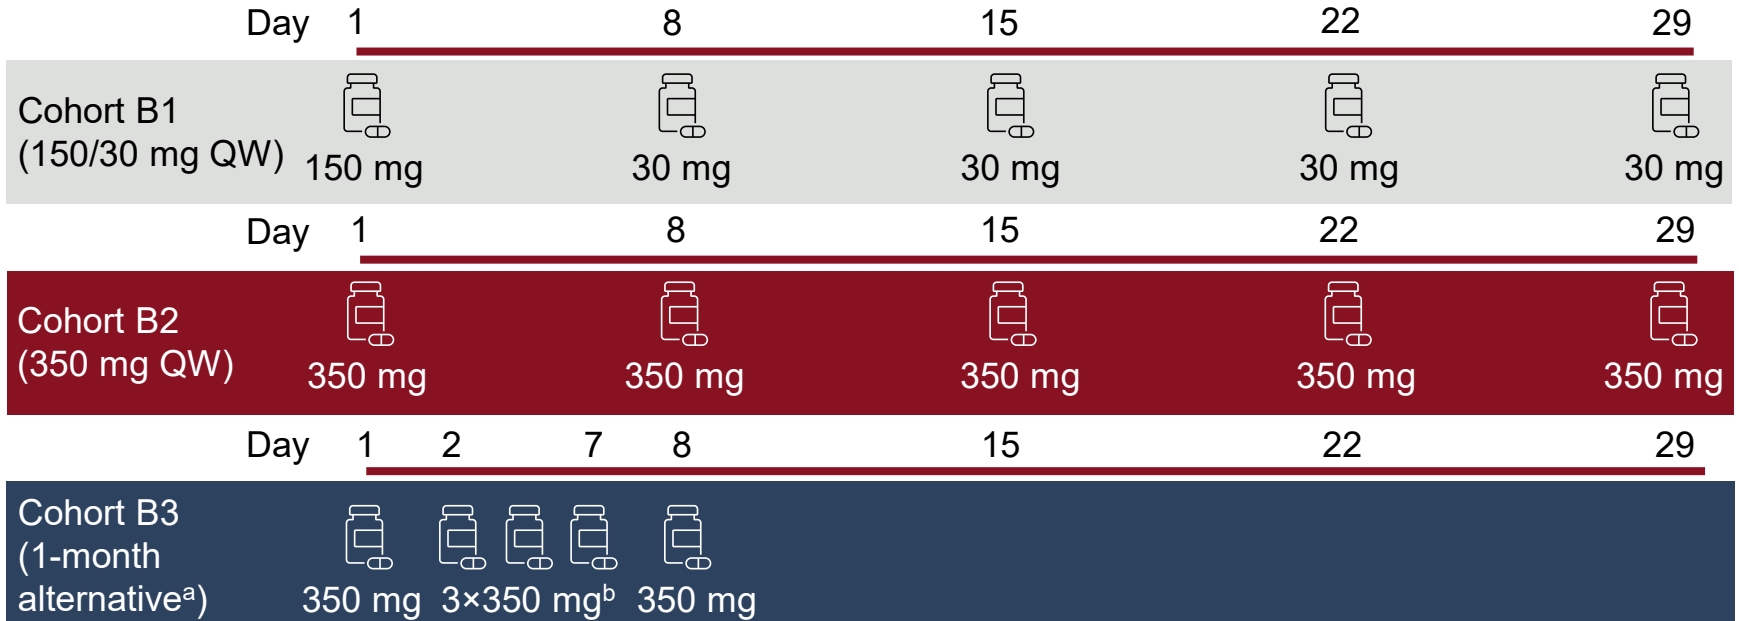 Day 1 8 15 22 29
Cohort B1
(150/30 mg QW)
150 mg 30 mg 30 mg 30 mg 30 mg
Day 1 8 15 22 29
Cohort B2
(350 mg QW)
350 mg 350 mg 350 mg 350 mg 350 mg
Day 1 2 7 8 15 22 29
Cohort B3
(1-month
alternativeᵃ)
350 mg 3×350 mgᵇ 350 mg